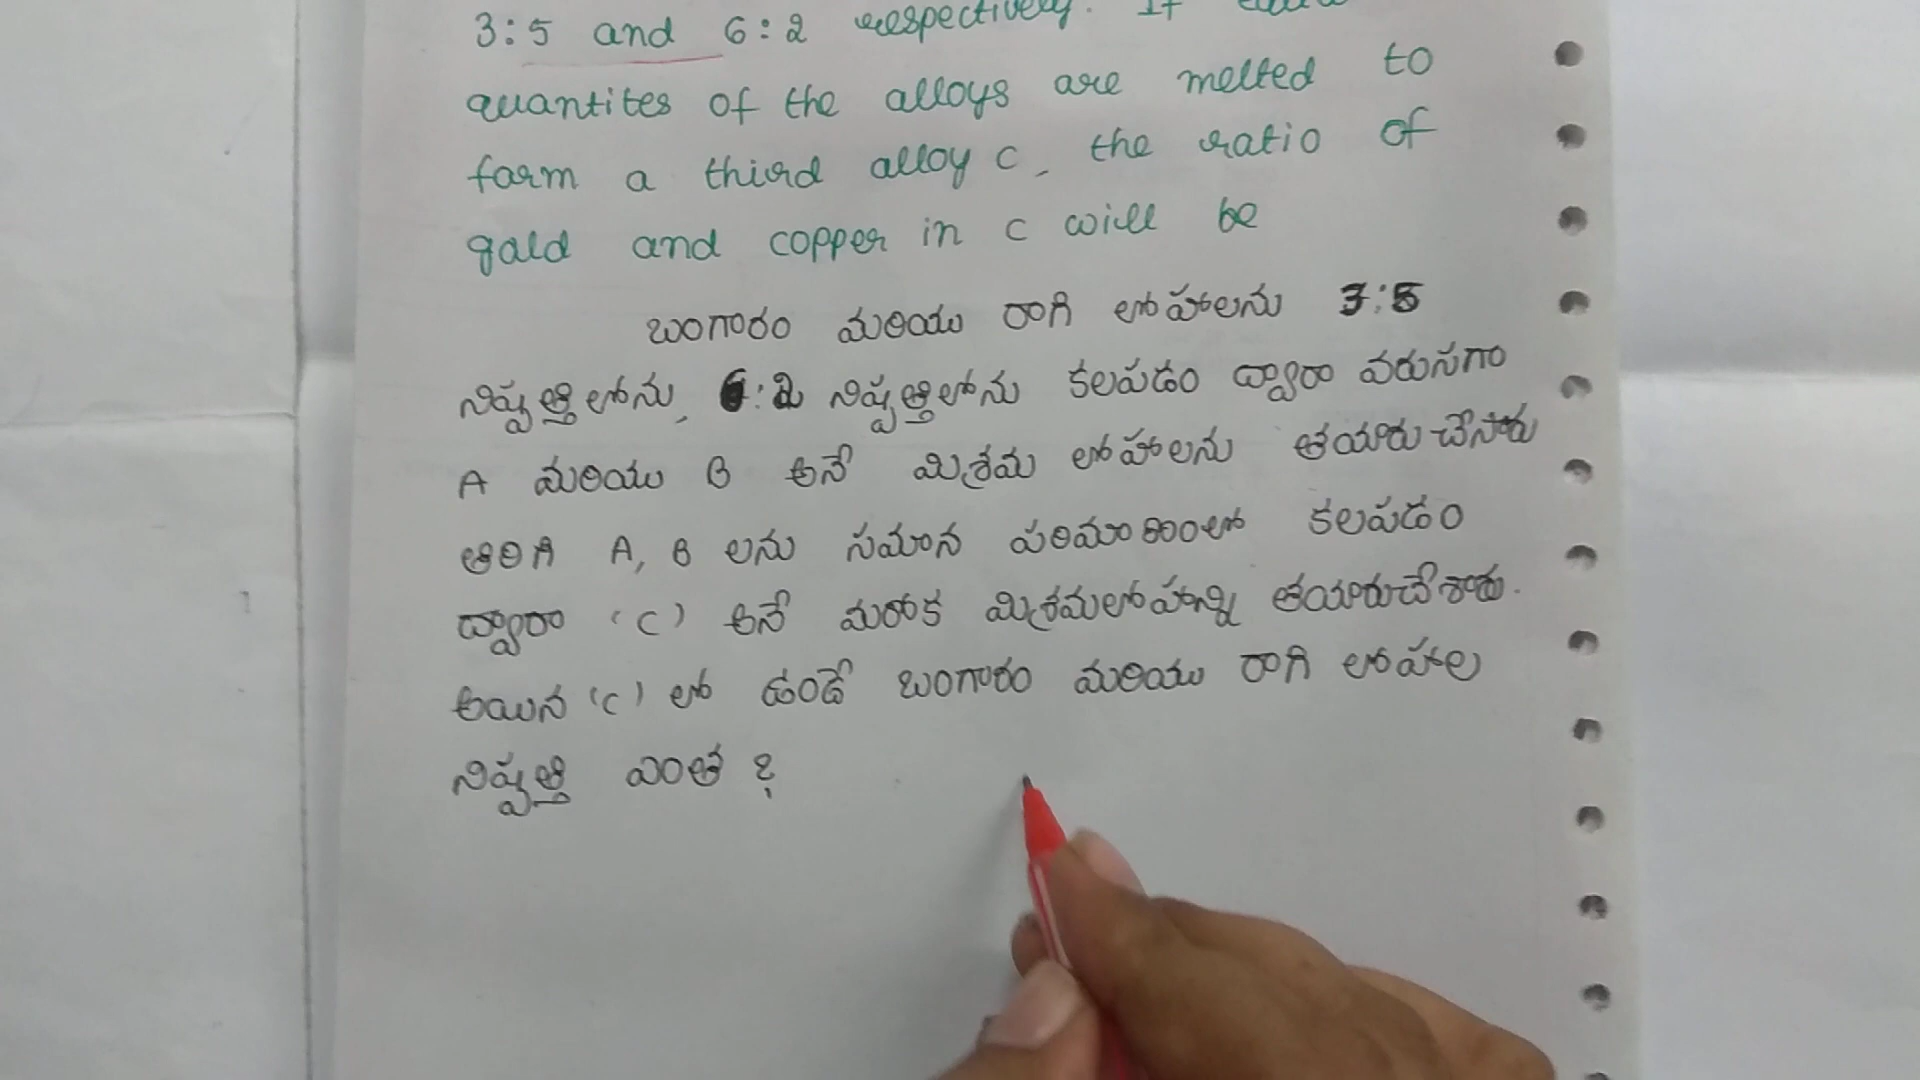 3:5 and 6:2 respectively. If
quantites of the alloys are melted to
form a third alloy C, the ratio of
gold and copper in C will be
బంగారం మరియు రాగి లోహాలను 3:5
నిష్పత్తిలోను, 6:2 నిష్పత్తిలోను కలపడం ద్వారా వరుసగా
A మరియు B అనే మిశ్రమ లోహాలను తయారుచేసారు
తిరిగి A, B లను సమాన పరిమాణంలో కలపడం
ద్వారా 'C' అనే మరొక మిశ్రమలోహాన్ని తయారుచేశారు.
అయిన 'C' లో ఉండే బంగారం మరియు రాగి లోహాల
నిష్పత్తి ఎంత ?